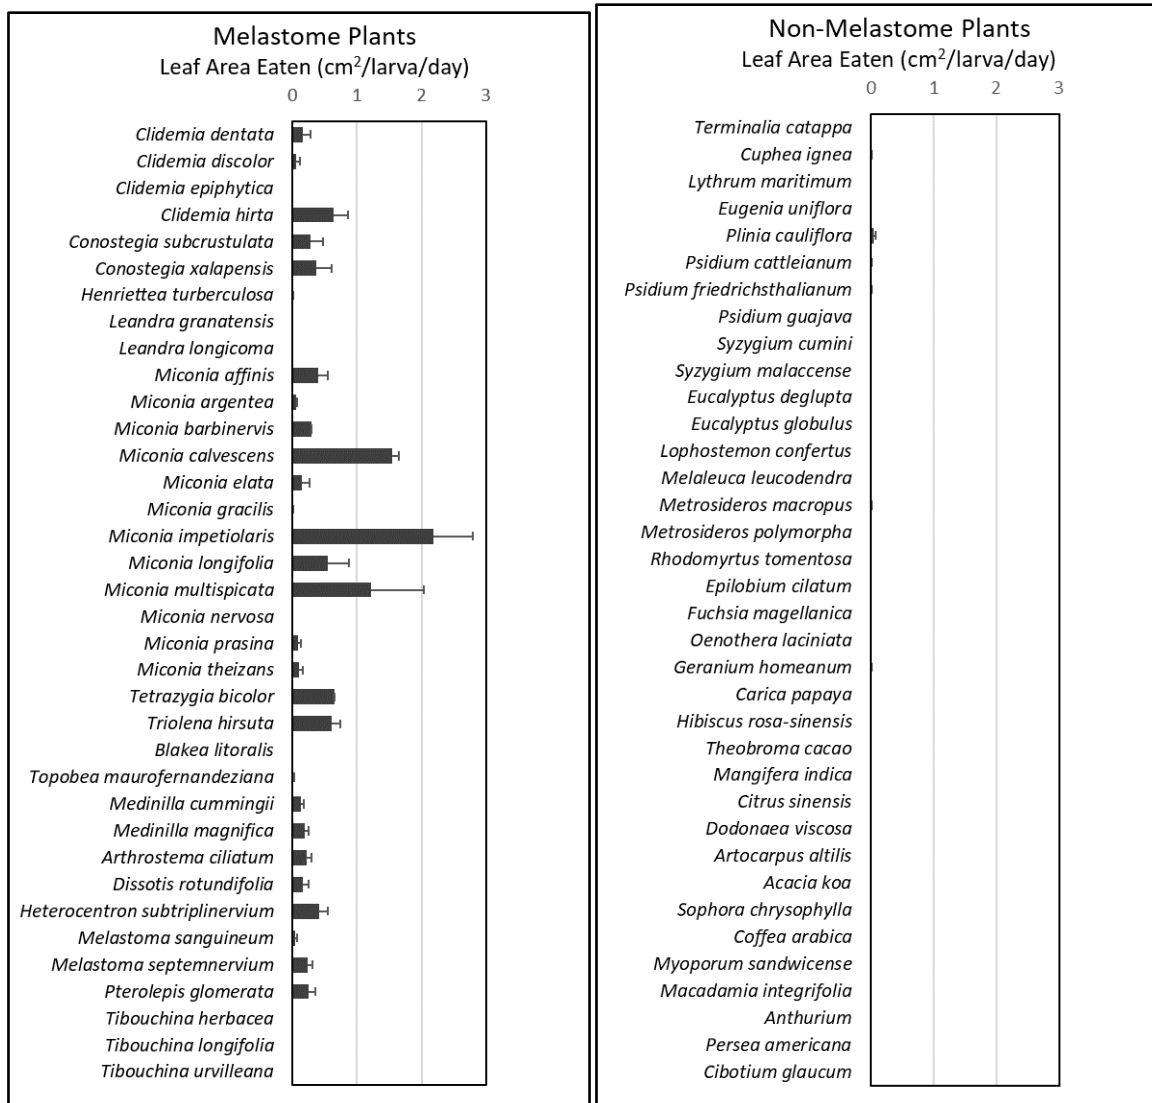 Melastome Plants
Leaf Area Eaten (cm²/larva/day)
0 1 2 3
Clidemia dentata
Clidemia discolor
Clidemia epiphytica
Clidemia hirta
Conostegia subcrustulata
Conostegia xalapensis
Henriettea turberculosa
Leandra granatensis
Leandra longicoma
Miconia affinis
Miconia argentea
Miconia barbinervis
Miconia calvescens
Miconia elata
Miconia gracilis
Miconia impetiolaris
Miconia longifolia
Miconia multispicata
Miconia nervosa
Miconia prasina
Miconia theizans
Tetrazygia bicolor
Triolena hirsuta
Blakea litoralis
Topobea maurofernandeziana
Medinilla cummingii
Medinilla magnifica
Arthrostema ciliatum
Dissotis rotundifolia
Heterocentron subtriplinervium
Melastoma sanguineum
Melastoma septemnervium
Pterolepis glomerata
Tibouchina herbacea
Tibouchina longifolia
Tibouchina urvilleana
Non-Melastome Plants
Leaf Area Eaten (cm²/larva/day)
0 1 2 3
Terminalia catappa
Cuphea ignea
Lythrum maritimum
Eugenia uniflora
Plinia cauliflora
Psidium cattleianum
Psidium friedrichsthalianum
Psidium guajava
Syzygium cumini
Syzygium malaccense
Eucalyptus deglupta
Eucalyptus globulus
Lophostemon confertus
Melaleuca leucodendra
Metrosideros macropus
Metrosideros polymorpha
Rhodomyrtus tomentosa
Epilobium cilatum
Fuchsia magellanica
Oenothera laciniata
Geranium homeanum
Carica papaya
Hibiscus rosa-sinensis
Theobroma cacao
Mangifera indica
Citrus sinensis
Dodonaea viscosa
Artocarpus altilis
Acacia koa
Sophora chrysophylla
Coffea arabica
Myoporum sandwicense
Macadamia integrifolia
Anthurium
Persea americana
Cibotium glaucum